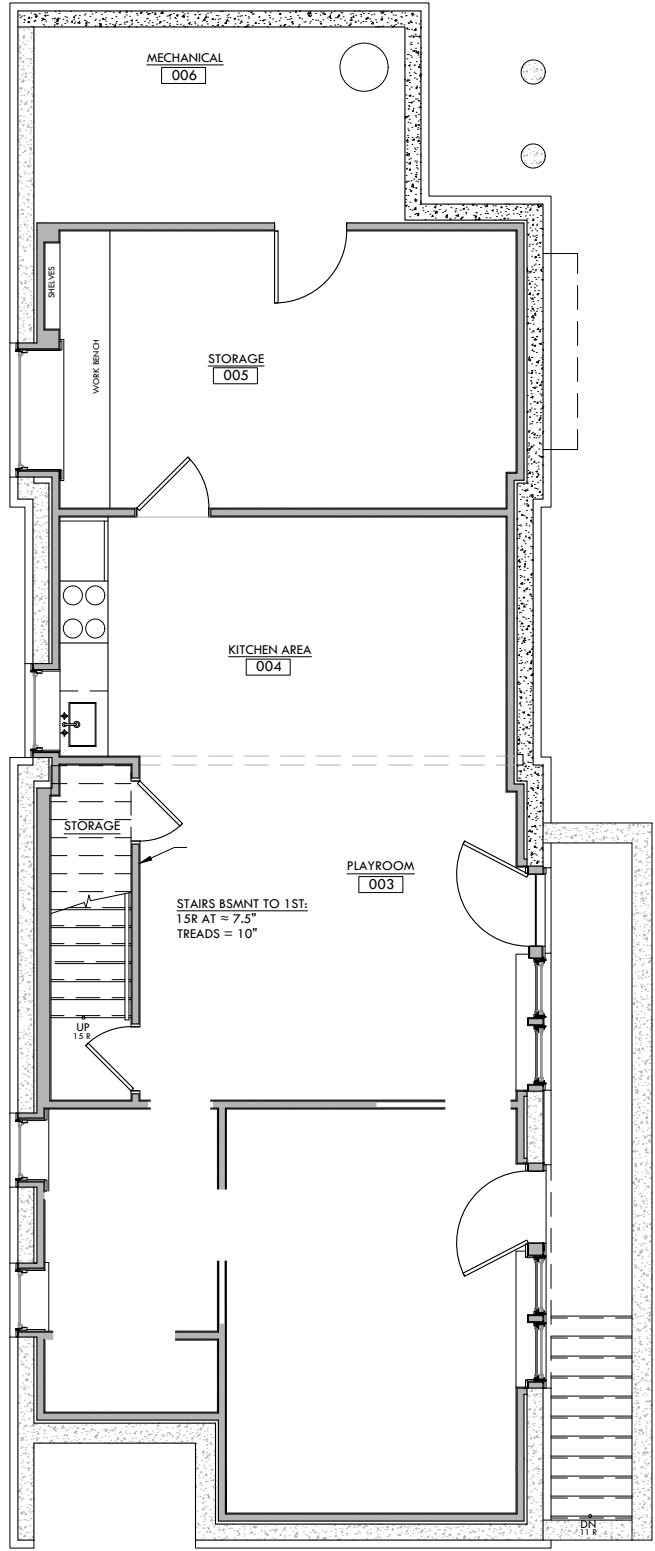 MECHANICAL
006
SHELVES
WORK BENCH
STORAGE
005
KITCHEN AREA
004
STORAGE
PLAYROOM
003
STAIRS BSMNT TO 1ST:
15R AT ≈ 7.5"
TREADS = 10"
UP
15 R
DN
11 R